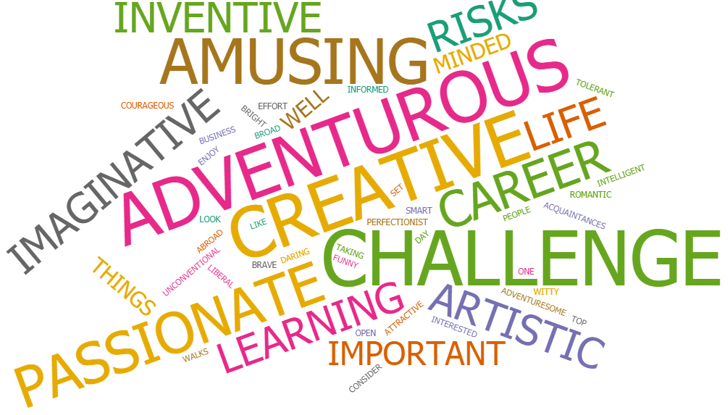 INVENTIVE
RISKS
AMUSING
MINDED
INFORMED
TOLERANT
COURAGEOUS
EFFORT
BRIGHT
WELL
BROAD
BUSINESS
ENJOY
IMAGINATIVE
ADVENTUROUS
CREATIVE
LIFE
CAREER
SET
INTELLIGENT
ROMANTIC
SMART
PEOPLE
ACQUAINTANCES
LOOK
LIKE
PERFECTIONIST
DAY
ABROAD
UNCONVENTIONAL
LIBERAL
BRAVE
DARING
TAKING
FUNNY
CHALLENGE
ONE
THINGS
PASSIONATE
LEARNING
WITTY
ADVENTURESOME
TOP
ARTISTIC
ATTRACTIVE
INTERESTED
OPEN
WALKS
IMPORTANT
CONSIDER